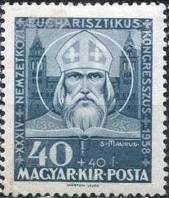 XXXIV. NEMZETKÖZI EUCHARISZTIKUS KONGRESSZUS 1938
S. MAURUS
40 + 40 f.
MAGYAR·KIR·POSTA